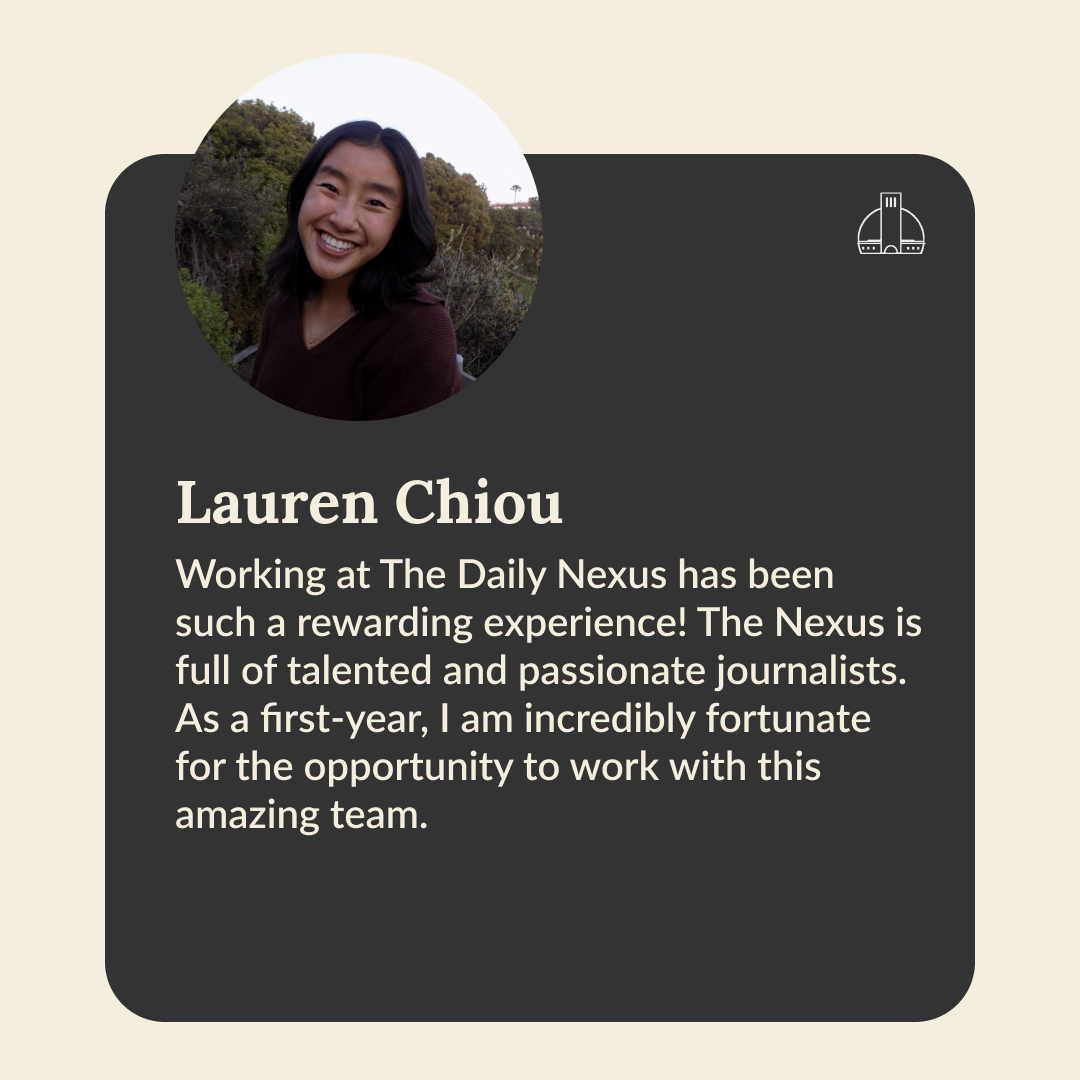 Lauren Chiou
Working at The Daily Nexus has been
such a rewarding experience! The Nexus is
full of talented and passionate journalists.
As a first-year, I am incredibly fortunate
for the opportunity to work with this
amazing team.